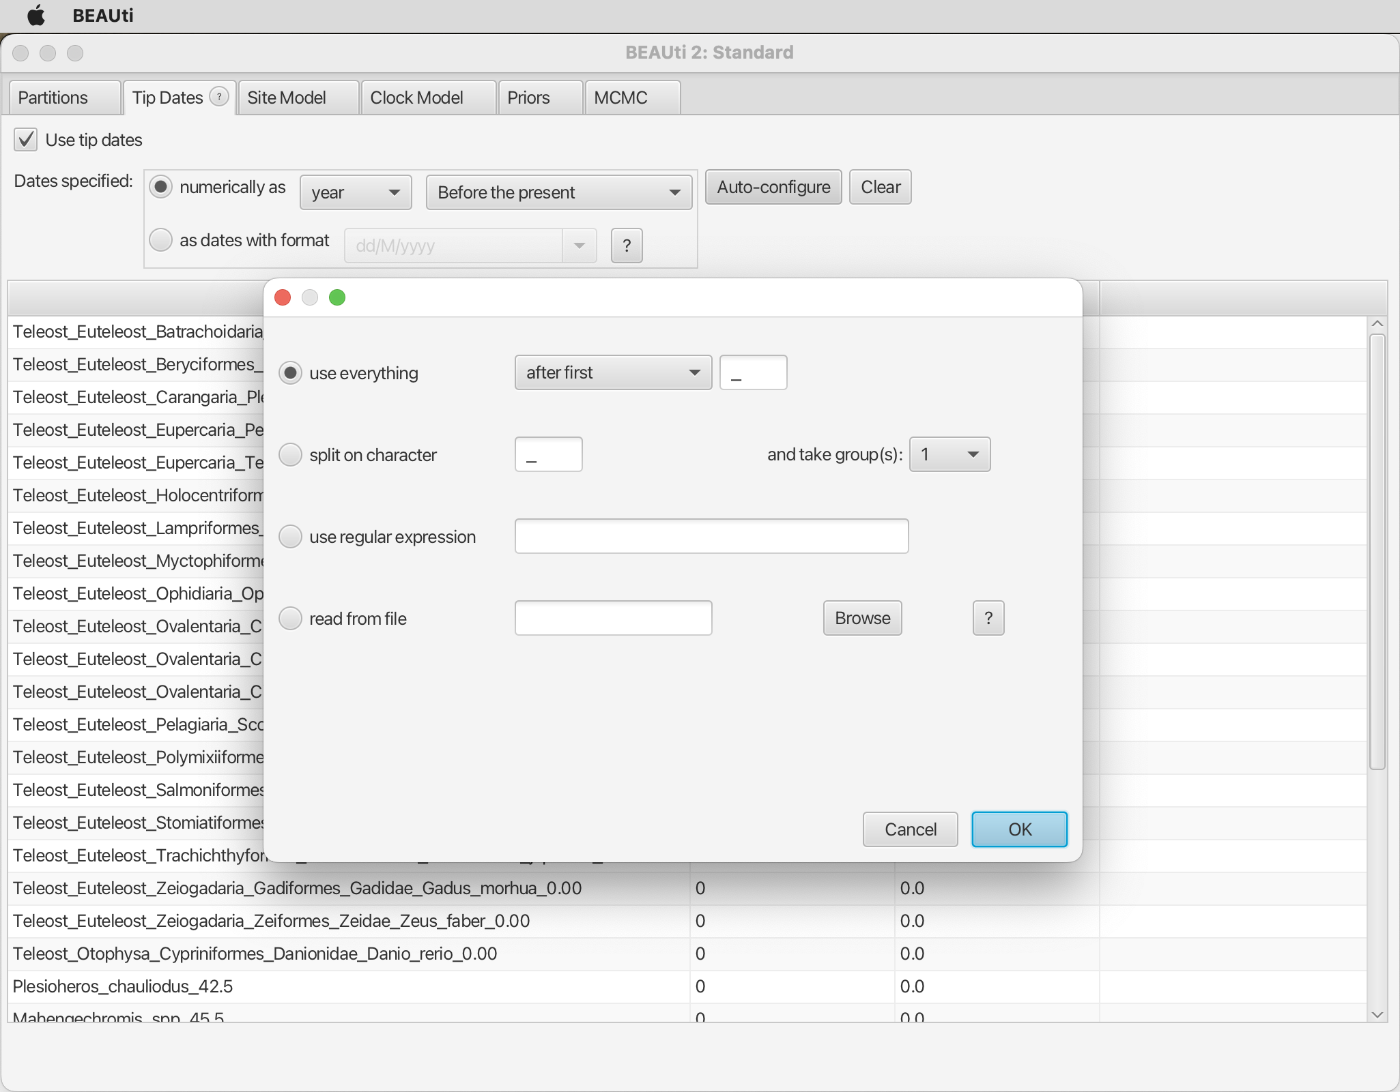 BEAUti
BEAUti 2: Standard
Partitions Tip Dates ? Site Model Clock Model Priors MCMC
Use tip dates
Dates specified: numerically as year Before the present Auto-configure Clear
as dates with format dd/M/yyyy ?
use everything after first _
split on character _ and take group(s): 1
use regular expression
read from file Browse ?
Cancel OK
Teleost_Euteleost_Batrachoidaria
Teleost_Euteleost_Beryciformes_
Teleost_Euteleost_Carangaria_Ple
Teleost_Euteleost_Eupercaria_Pe
Teleost_Euteleost_Eupercaria_Te
Teleost_Euteleost_Holocentriform
Teleost_Euteleost_Lampriformes_
Teleost_Euteleost_Myctophiforme
Teleost_Euteleost_Ophidiaria_Op
Teleost_Euteleost_Ovalentaria_C
Teleost_Euteleost_Ovalentaria_C
Teleost_Euteleost_Ovalentaria_C
Teleost_Euteleost_Pelagiaria_Sco
Teleost_Euteleost_Polymixiiforme
Teleost_Euteleost_Salmoniformes
Teleost_Euteleost_Stomiatiformes
Teleost_Euteleost_Trachichthyfor
Teleost_Euteleost_Zeiogadaria_Gadiformes_Gadidae_Gadus_morhua_0.00 0 0.0
Teleost_Euteleost_Zeiogadaria_Zeiformes_Zeidae_Zeus_faber_0.00 0 0.0
Teleost_Otophysa_Cypriniformes_Danionidae_Danio_rerio_0.00 0 0.0
Plesioheros_chauliodus_42.5 0 0.0
Mahengechromis_spp_45.5 0 0.0